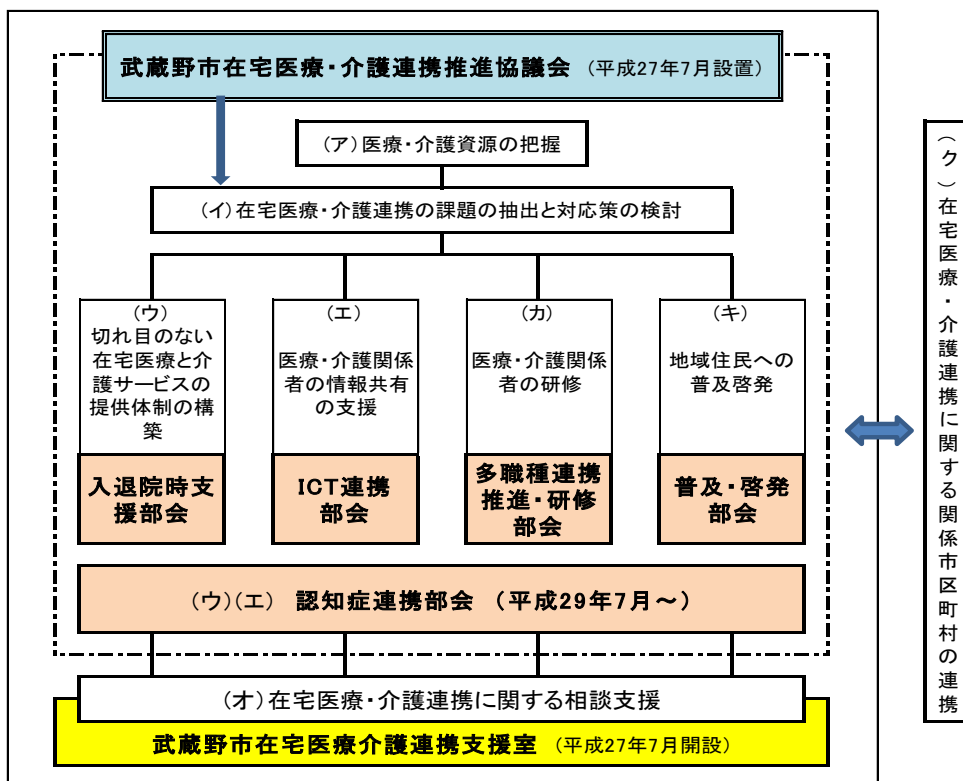 武蔵野市在宅医療・介護連携推進協議会 (平成27年7月設置)
(ア)医療・介護資源の把握
(イ)在宅医療・介護連携の課題の抽出と対応策の検討
(ウ)
切れ目のない
在宅医療と介
護サービスの
提供体制の構
築
入退院時支
援部会
(エ)
医療・介護関係
者の情報共有
の支援
ICT連携
部会
(カ)
医療・介護関係
者の研修
多職種連携
推進・研修
部会
(キ)
地域住民への
普及啓発
普及・啓発
部会
(ウ)(エ) 認知症連携部会 (平成29年7月～)
(オ)在宅医療・介護連携に関する相談支援
武蔵野市在宅医療介護連携支援室 (平成27年7月開設)
(ク)在宅医療・介護連携に関する関係市区町村の連携